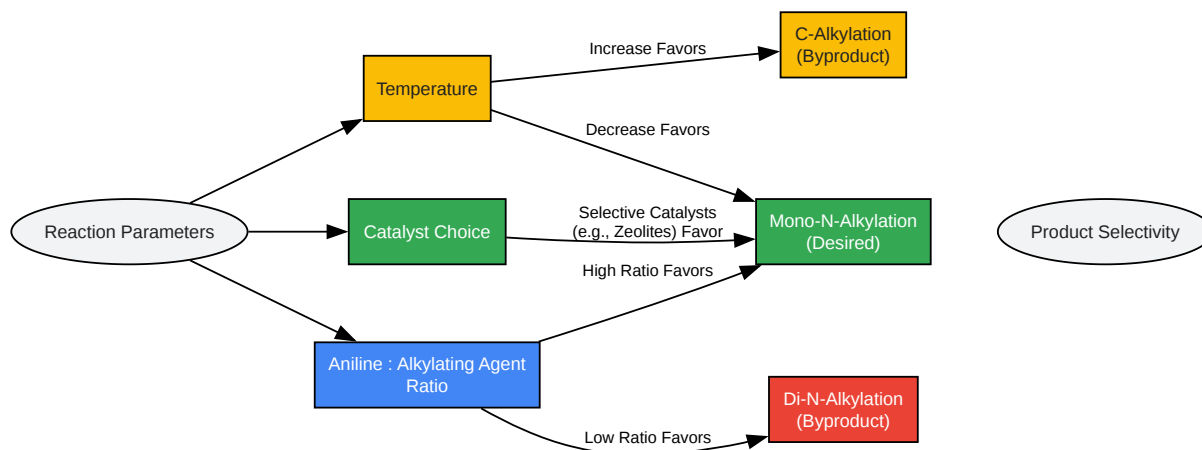 C-Alkylation
(Byproduct)
Increase Favors
Temperature
Decrease Favors
Reaction Parameters
Catalyst Choice
Selective Catalysts
(e.g., Zeolites) Favor
Mono-N-Alkylation
(Desired)
Product Selectivity
High Ratio Favors
Aniline : Alkylating Agent
Ratio
Di-N-Alkylation
(Byproduct)
Low Ratio Favors